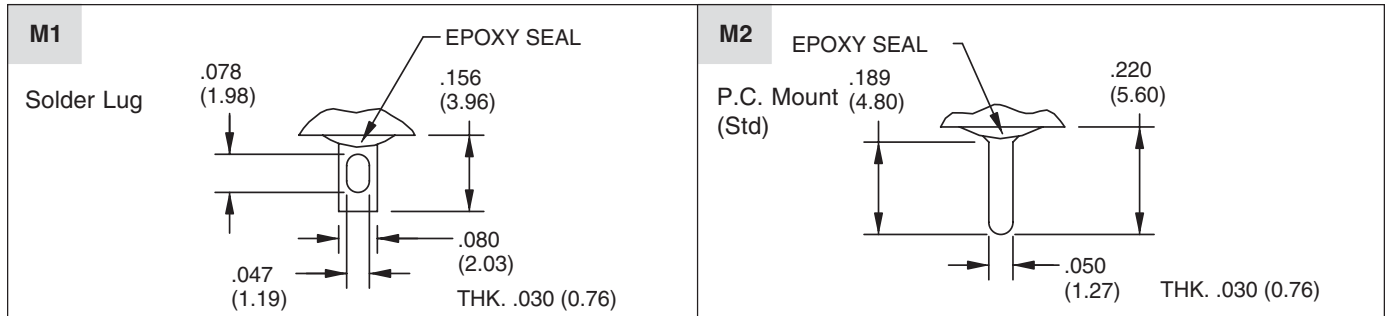 M1
EPOXY SEAL
Solder Lug
.078
(1.98)
.156
(3.96)
.080
(2.03)
.047
(1.19)
THK. .030 (0.76)
M2
EPOXY SEAL
P.C. Mount
(Std)
.189
(4.80)
.220
(5.60)
.050
(1.27)
THK. .030 (0.76)